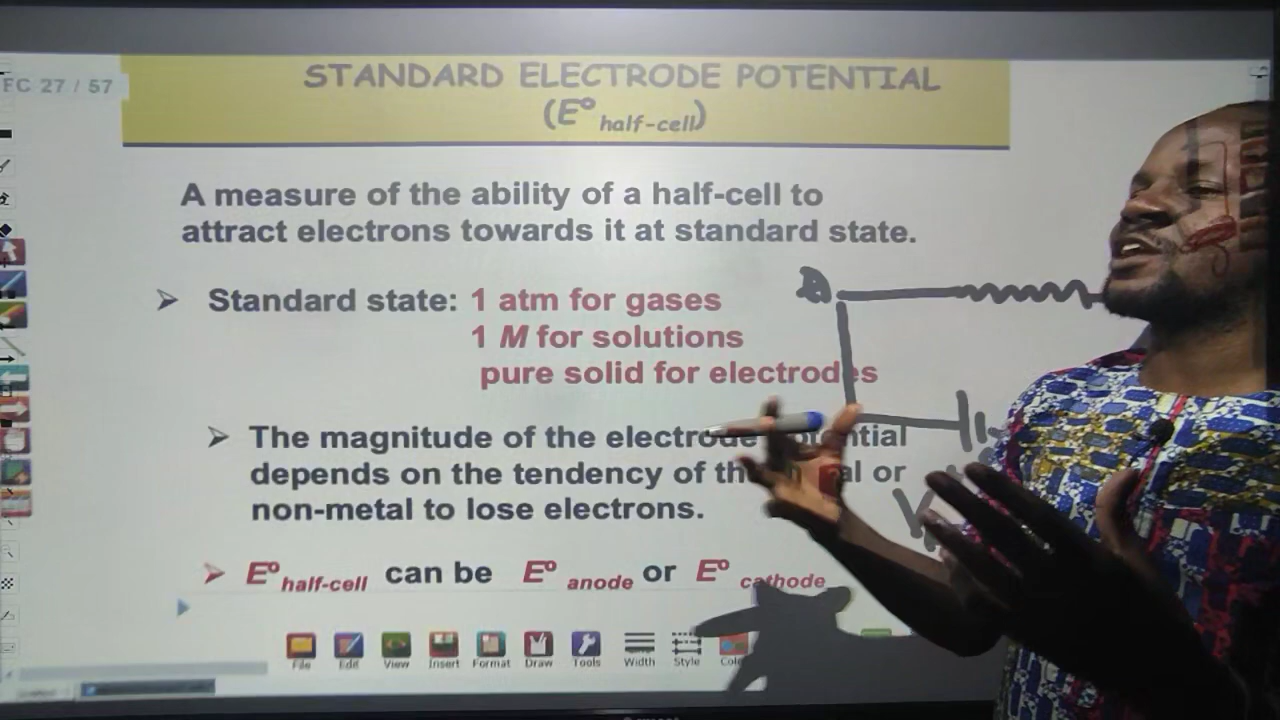 FC 27 / 57
STANDARD ELECTRODE POTENTIAL
(E° half-cell)
A measure of the ability of a half-cell to
attract electrons towards it at standard state.
➢ Standard state: 1 atm for gases
1 M for solutions
pure solid for electrodes
➢ The magnitude of the electrode
depends on the tendency of or
non-metal to lose electrons.
➢ E° half-cell can be E° anode or E° cathode
File Edit View Insert Format Draw Tools Width Style